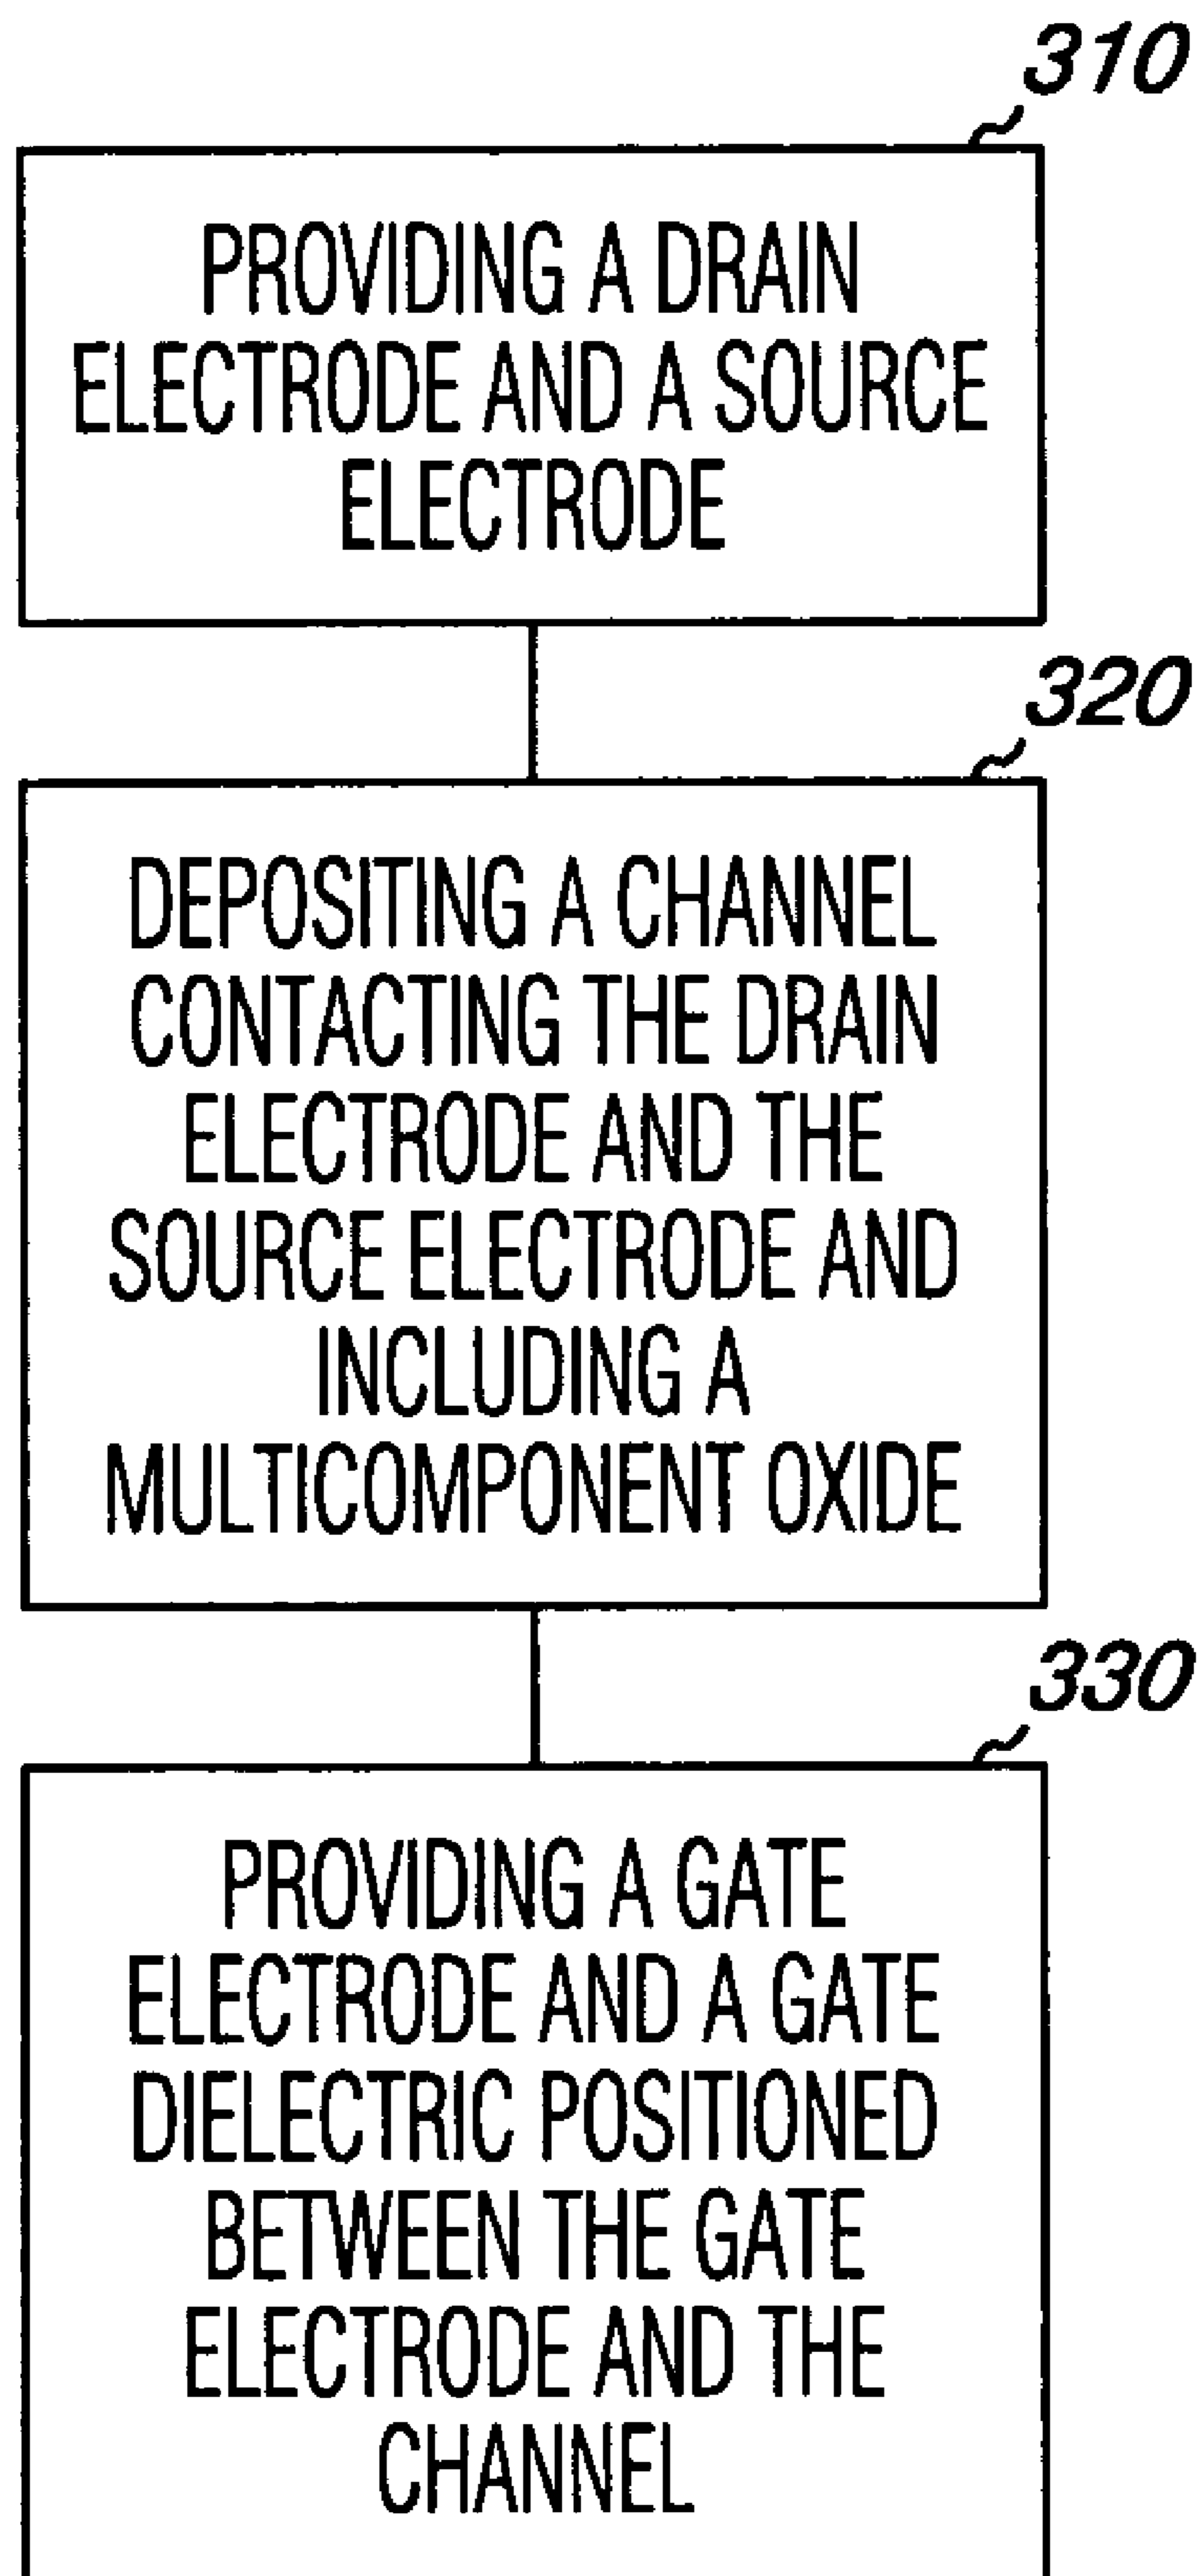 310
PROVIDING A DRAIN
ELECTRODE AND A SOURCE
ELECTRODE
320
DEPOSITING A CHANNEL
CONTACTING THE DRAIN
ELECTRODE AND THE
SOURCE ELECTRODE AND
INCLUDING A
MULTICOMPONENT OXIDE
330
PROVIDING A GATE
ELECTRODE AND A GATE
DIELECTRIC POSITIONED
BETWEEN THE GATE
ELECTRODE AND THE
CHANNEL